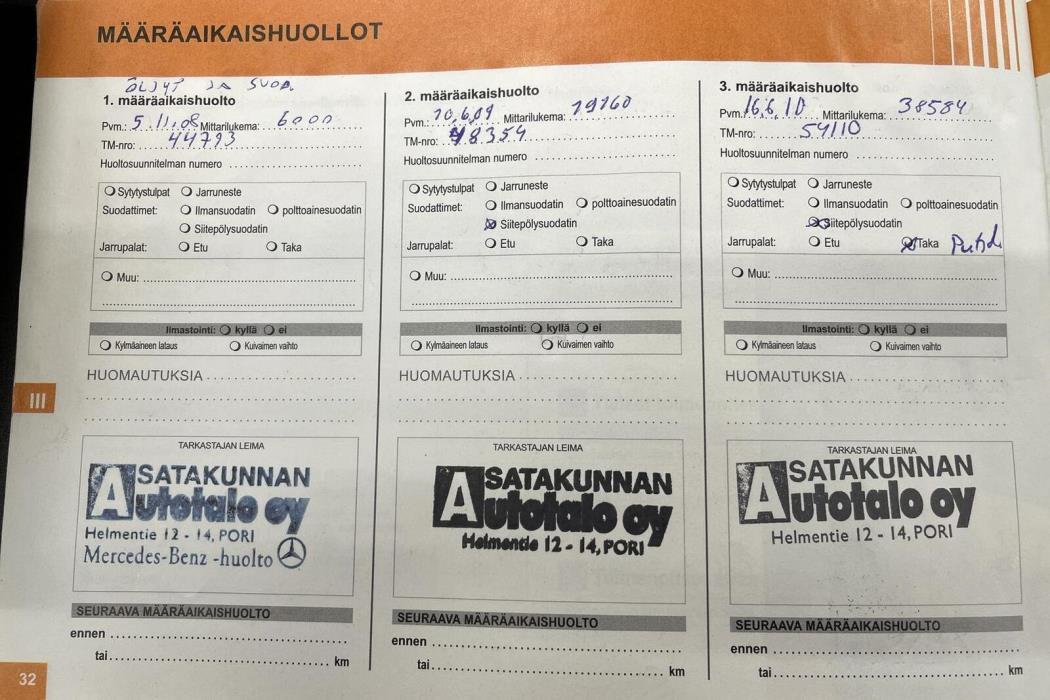 MÄÄRÄAIKAISHUOLLOT
ÖLJYT JA SUOD.
1. määräaikaishuolto
Pvm.: 5.11.08 Mittarilukema: 6000
TM-nro: 44793
Huoltosuunnitelman numero
Sytytystulpat Jarruneste
Suodattimet: Ilmansuodatin polttoainesuodatin
Siitepölysuodatin
Jarrupalat: Etu Taka
Muu:
Ilmastointi: kyllä ei
Kylmäaineen lataus Kuivaimen vaihto
HUOMAUTUKSIA
TARKASTAJAN LEIMA
A SATAKUNNAN
Autotalo oy
Helmentie 12 - 14, PORI
Mercedes-Benz -huolto
SEURAAVA MÄÄRÄAIKAISHUOLTO
ennen
tai km
2. määräaikaishuolto
Pvm.: 10.6.09 Mittarilukema: 19160
TM-nro: 48354
Huoltosuunnitelman numero
Sytytystulpat Jarruneste
Suodattimet: Ilmansuodatin polttoainesuodatin
Siitepölysuodatin
Jarrupalat: Etu Taka
Muu:
Ilmastointi: kyllä ei
Kylmäaineen lataus Kuivaimen vaihto
HUOMAUTUKSIA
TARKASTAJAN LEIMA
SATAKUNNAN
Autotalo oy
Helmentie 12 - 14, PORI
SEURAAVA MÄÄRÄAIKAISHUOLTO
ennen
tai km
3. määräaikaishuolto
Pvm. 16.6.10 Mittarilukema: 38584
TM-nro: 54110
Huoltosuunnitelman numero
Sytytystulpat Jarruneste
Suodattimet: Ilmansuodatin polttoainesuodatin
Siitepölysuodatin
Jarrupalat: Etu Taka Puhd
Muu:
Ilmastointi: kyllä ei
Kylmäaineen lataus Kuivaimen vaihto
HUOMAUTUKSIA
TARKASTAJAN LEIMA
SATAKUNNAN
Autotalo oy
Helmentie 12 - 14, PORI
SEURAAVA MÄÄRÄAIKAISHUOLTO
ennen
tai km
III
32